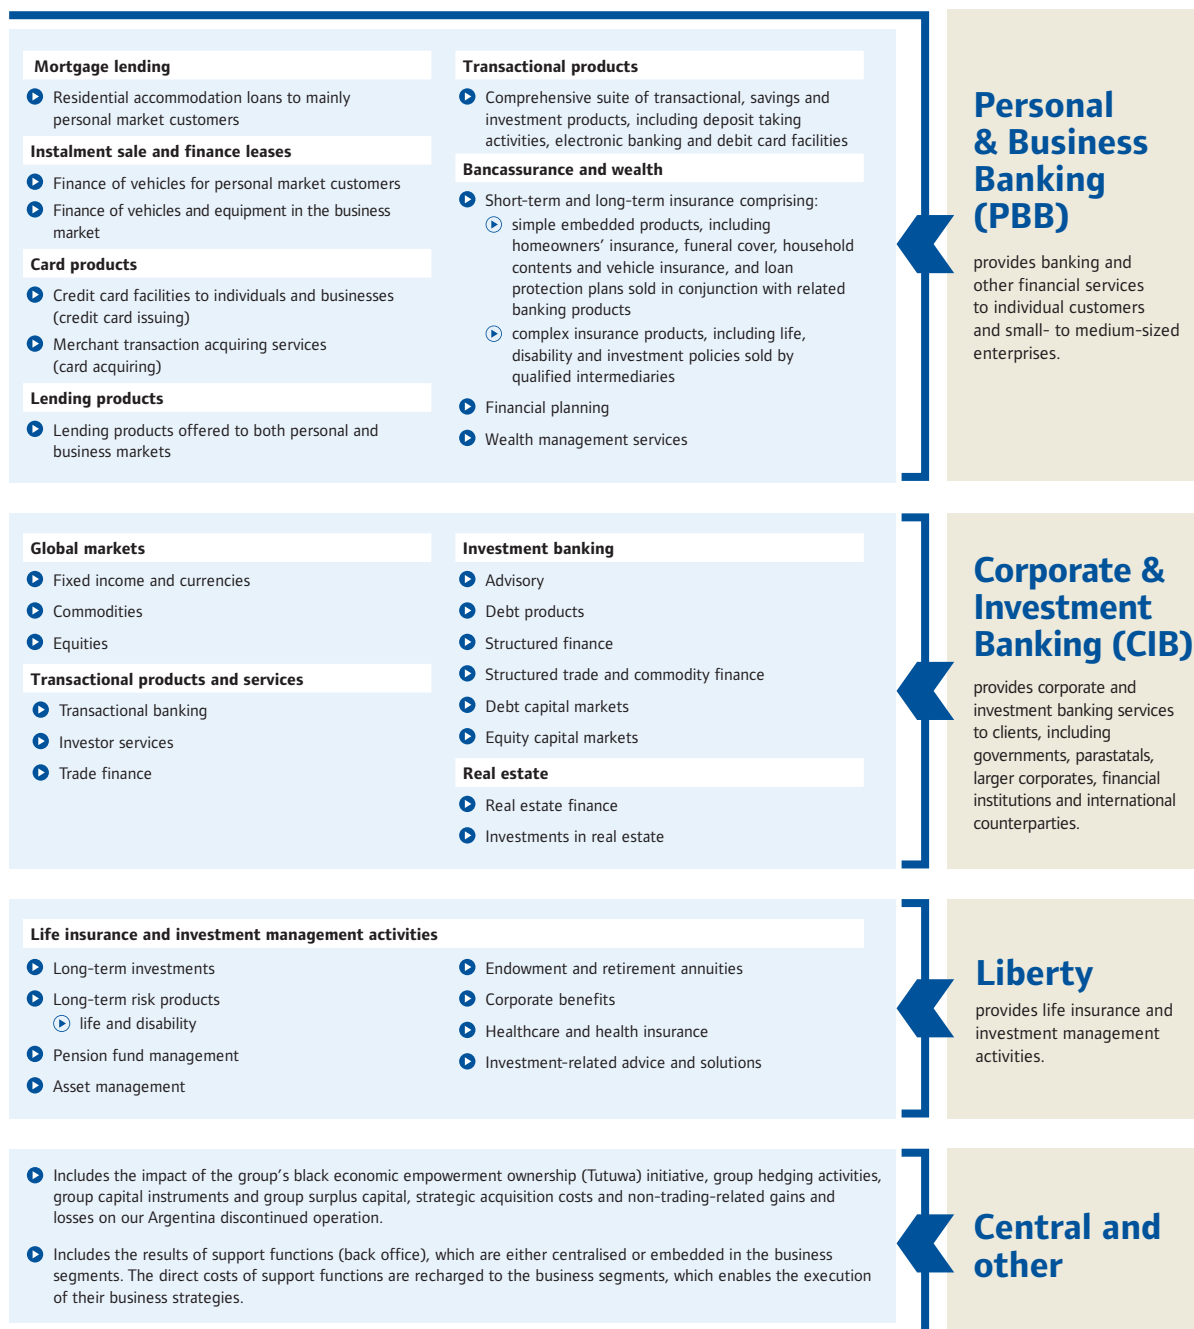 Mortgage lending
Residential accommodation loans to mainly
personal market customers
Instalment sale and finance leases
Finance of vehicles for personal market customers
Finance of vehicles and equipment in the business
market
Card products
Credit card facilities to individuals and businesses
(credit card issuing)
Merchant transaction acquiring services
(card acquiring)
Lending products
Lending products offered to both personal and
business markets
Transactional products
Comprehensive suite of transactional, savings and
investment products, including deposit taking
activities, electronic banking and debit card facilities
Bancassurance and wealth
Short-term and long-term insurance comprising:
simple embedded products, including
homeowners' insurance, funeral cover, household
contents and vehicle insurance, and loan
protection plans sold in conjunction with related
banking products
complex insurance products, including life,
disability and investment policies sold by
qualified intermediaries
Financial planning
Wealth management services
Personal
& Business
Banking
(PBB)
provides banking and
other financial services
to individual customers
and small- to medium-sized
enterprises.
Global markets
Fixed income and currencies
Commodities
Equities
Transactional products and services
Transactional banking
Investor services
Trade finance
Investment banking
Advisory
Debt products
Structured finance
Structured trade and commodity finance
Debt capital markets
Equity capital markets
Real estate
Real estate finance
Investments in real estate
Corporate &
Investment
Banking (CIB)
provides corporate and
investment banking services
to clients, including
governments, parastatals,
larger corporates, financial
institutions and international
counterparties.
Life insurance and investment management activities
Long-term investments
Long-term risk products
life and disability
Pension fund management
Asset management
Endowment and retirement annuities
Corporate benefits
Healthcare and health insurance
Investment-related advice and solutions
Liberty
provides life insurance and
investment management
activities.
Includes the impact of the group's black economic empowerment ownership (Tutuwa) initiative, group hedging activities,
group capital instruments and group surplus capital, strategic acquisition costs and non-trading-related gains and
losses on our Argentina discontinued operation.
Includes the results of support functions (back office), which are either centralised or embedded in the business
segments. The direct costs of support functions are recharged to the business segments, which enables the execution
of their business strategies.
Central and
other